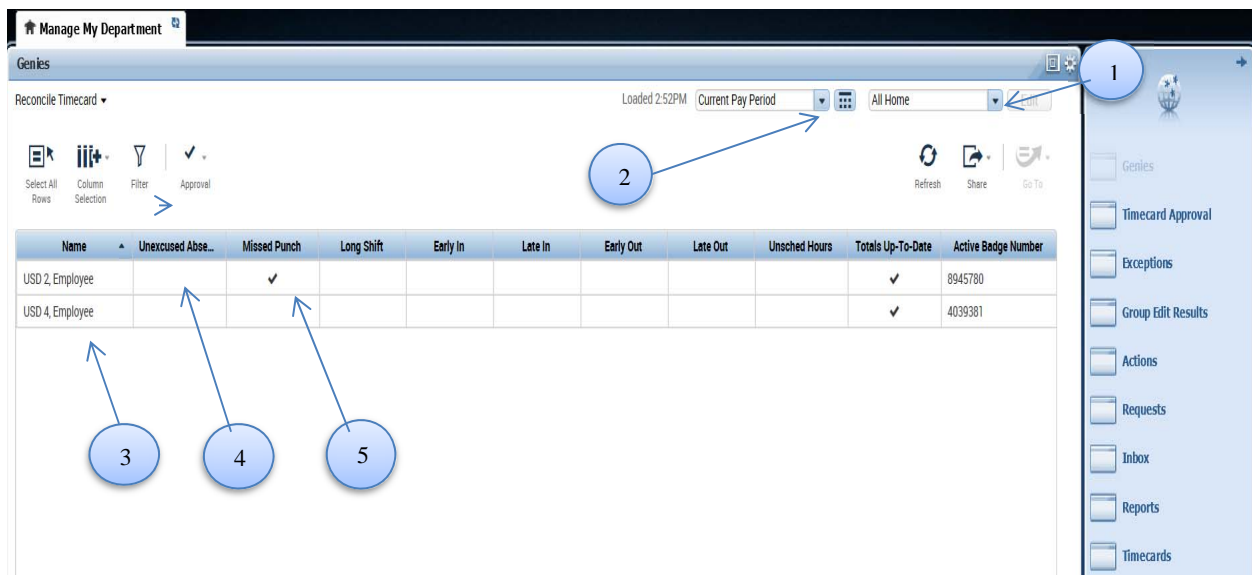 Manage My Department
Genies
Reconcile Timecard
Loaded 2:52PM Current Pay Period All Home Edit
1
2
Select All Rows Column Selection Filter Approval Refresh Share Go To
Name Unexcused Abse... Missed Punch Long Shift Early In Late In Early Out Late Out Unsched Hours Totals Up-To-Date Active Badge Number
USD 2, Employee 8945780
USD 4, Employee 4039381
3 4 5
Genies
Timecard Approval
Exceptions
Group Edit Results
Actions
Requests
Inbox
Reports
Timecards